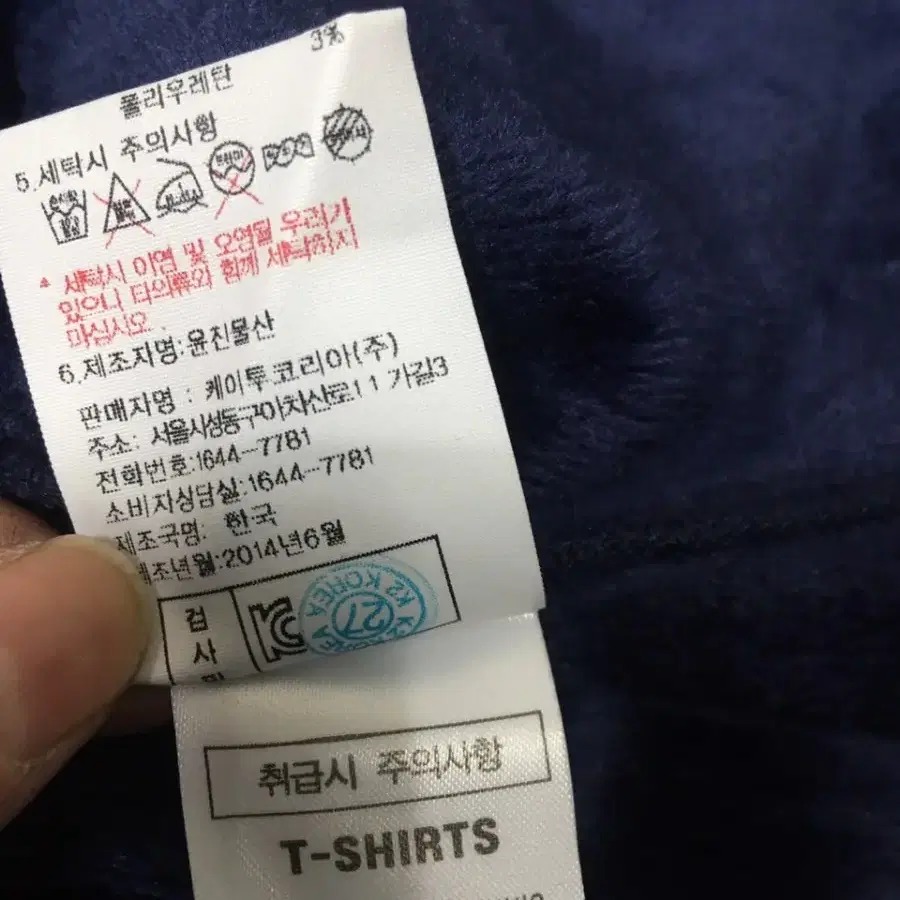 3%
폴리우레탄
5.세탁시 주의사항
* 세탁시 이염 및 오염될 우려가
있으니 타의류와 함께 세탁하지
마십시오
6.제조자명:윤진물산
판매자명 : 케이투코리아(주)
주소: 서울시성동구아차산로11 가길3
전화번호:1644-7781
소비자상담실:1644-7781
제조국명: 한국
제조년월:2014년6월
검
사
K2 KOREA
27
취급시 주의사항
T-SHIRTS